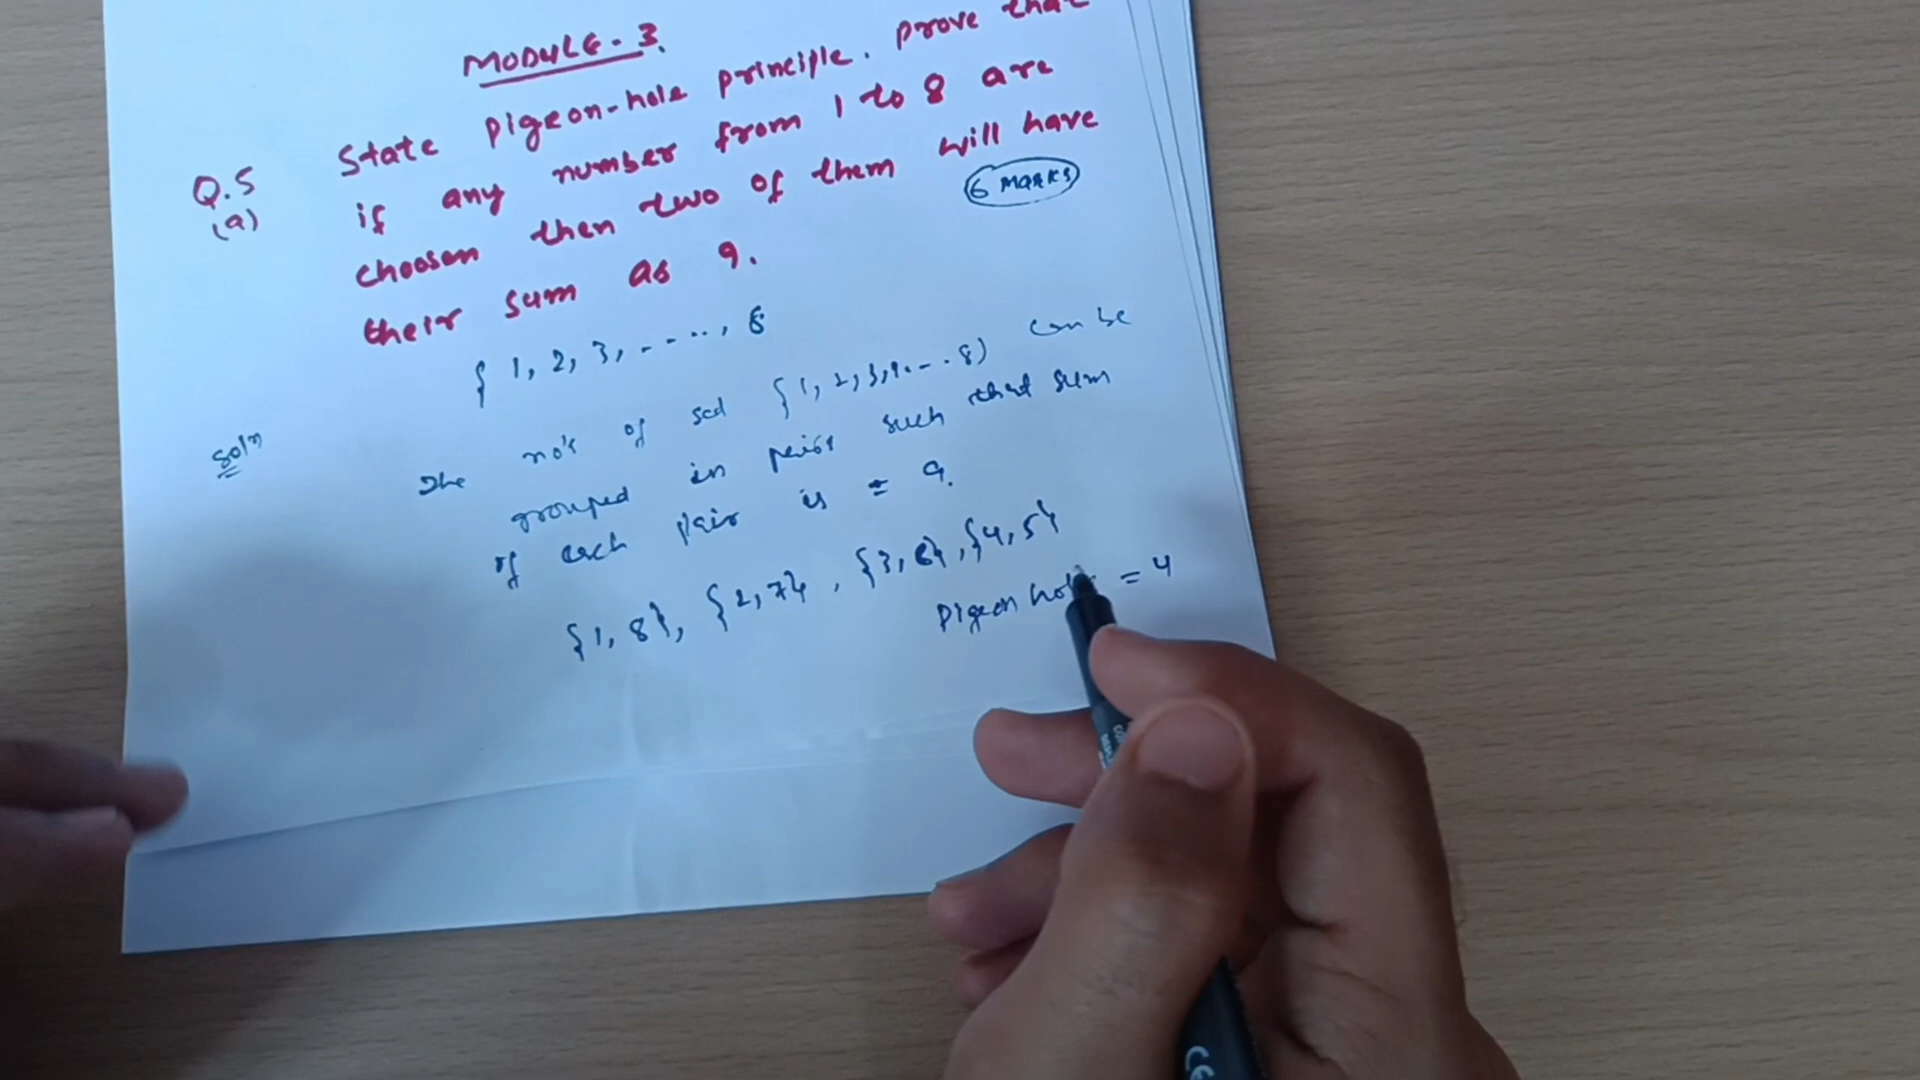 MODULE-3.
Q.5 State pigeon-hole principle. prove that
(a) if any number from 1 to 8 are
choosen then two of them will have
their sum as 9. 6 MARKS
{ 1, 2, 3, - - - .., 8
Soln The no's of set {1, 2, 3, 4. - . 8} can be
grouped in pairs such that sum
of each pair is = 9.
{1, 8}, {2, 7}, {3, 6}, {4, 5}
Pigeon = 4
CE